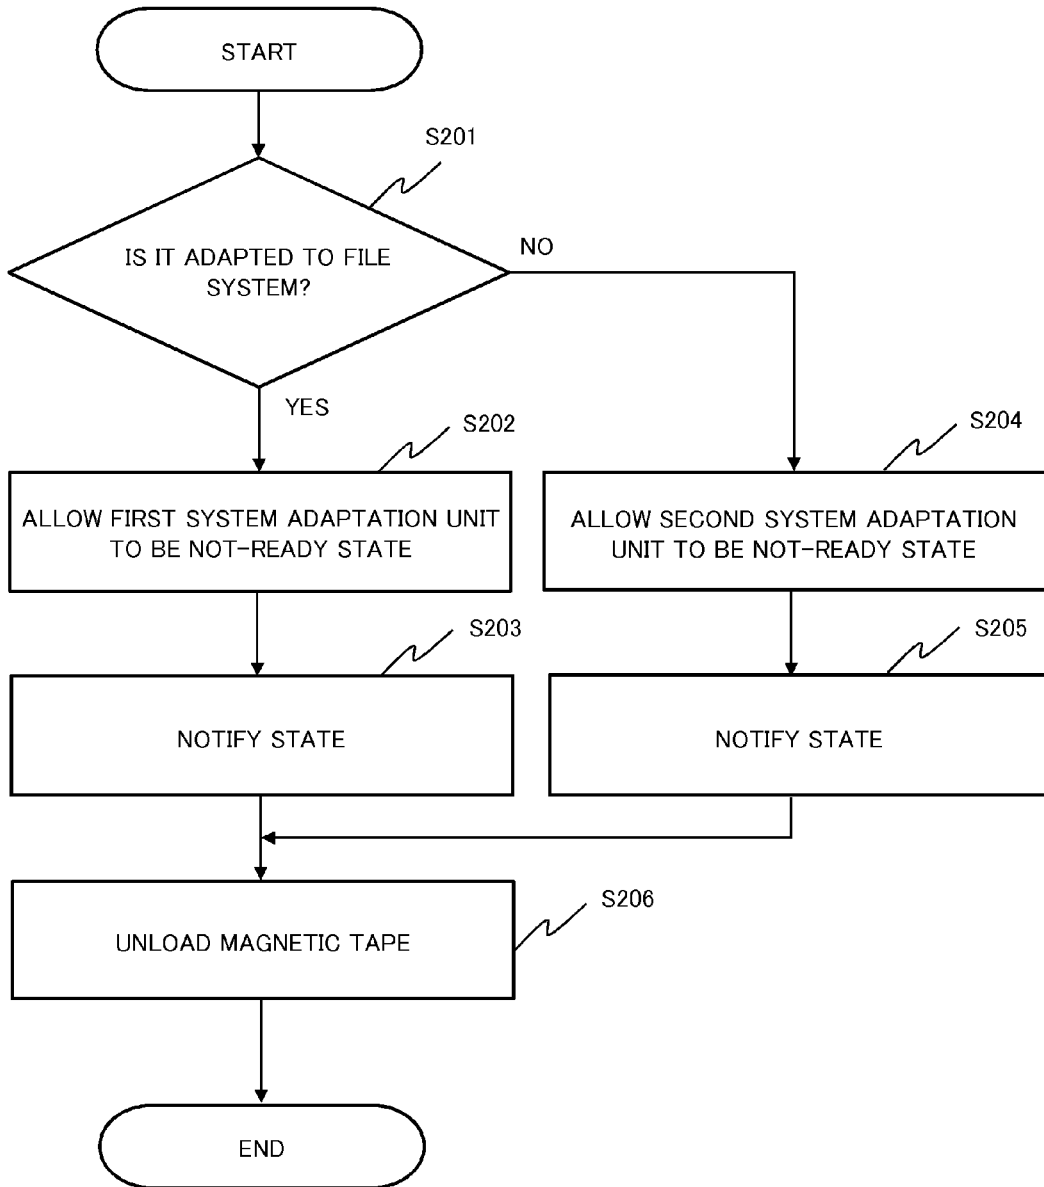 START
S201
IS IT ADAPTED TO FILE
SYSTEM?
NO
YES
S202
ALLOW FIRST SYSTEM ADAPTATION UNIT
TO BE NOT-READY STATE
S204
ALLOW SECOND SYSTEM ADAPTATION
UNIT TO BE NOT-READY STATE
S203
NOTIFY STATE
S205
NOTIFY STATE
S206
UNLOAD MAGNETIC TAPE
END